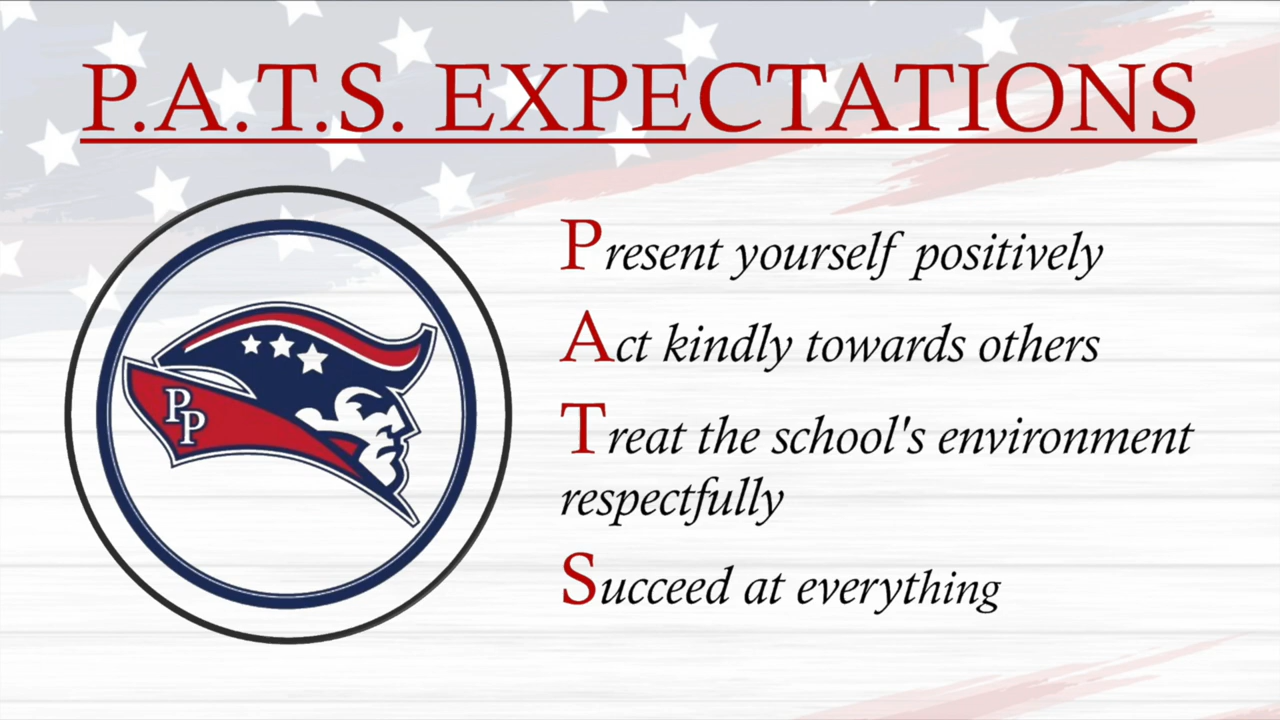 P.A.T.S. EXPECTATIONS
Present yourself positively
Act kindly towards others
Treat the school's environment
respectfully
Succeed at everything
PP